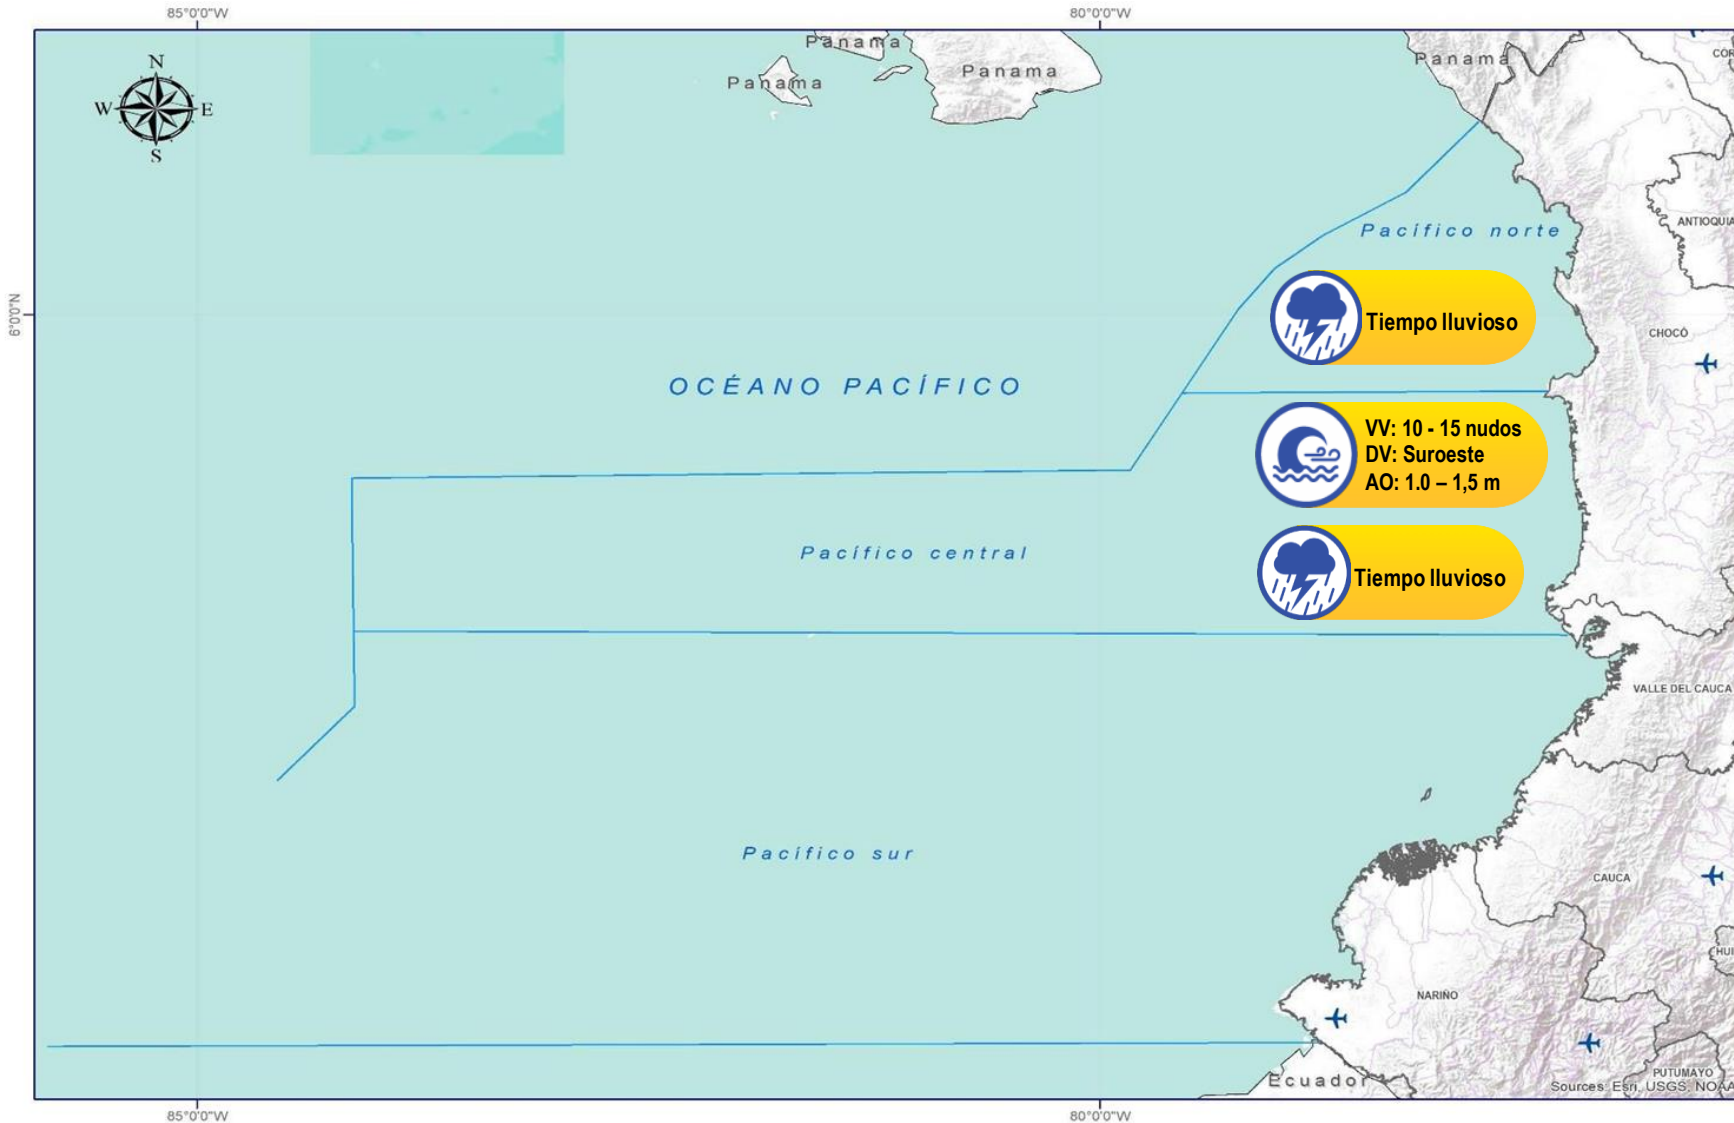 85°0'0"W
80°0'0"W
N
W
E
S
Panama
Panama
Panama
Panama
COR
Pacífico norte
ANTIOQUIA
6°0'0"N
Tiempo lluvioso
CHOCÓ
OCÉANO PACÍFICO
VV: 10 - 15 nudos
DV: Suroeste
AO: 1.0 – 1,5 m
Pacífico central
Tiempo lluvioso
VALLE DEL CAUCA
Pacífico sur
CAUCA
HUI
NARIÑO
PUTUMAYO
Ecuador
Sources: Esri, USGS, NOAA
85°0'0"W
80°0'0"W